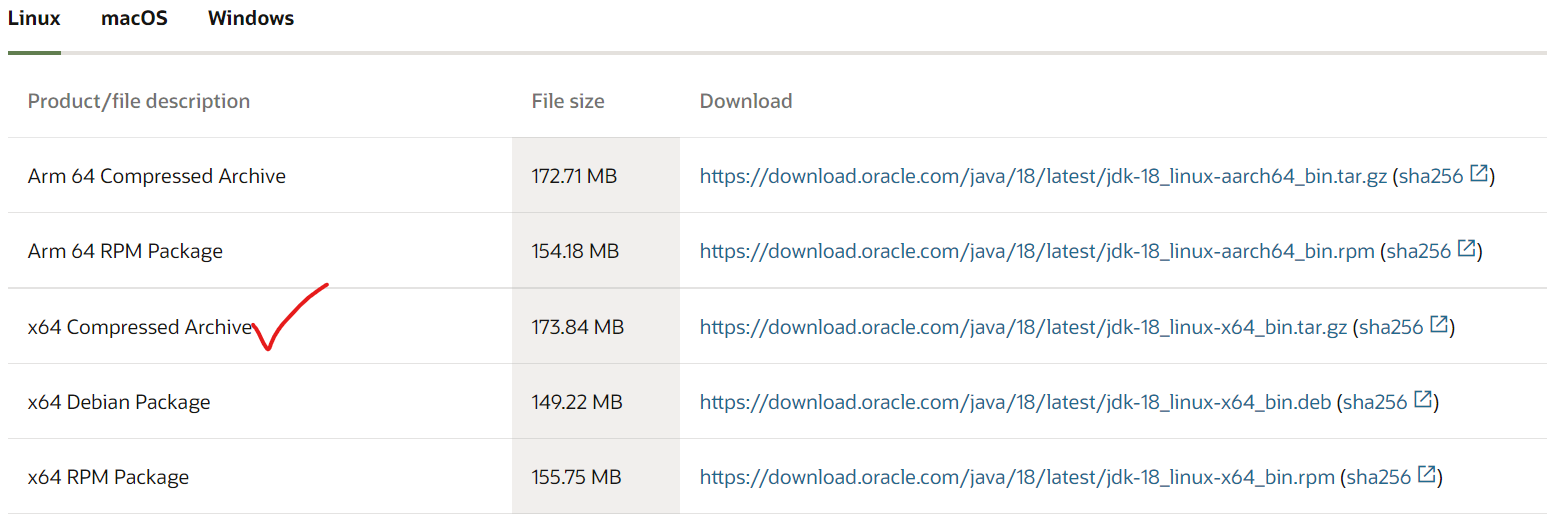 Linux macOS Windows
Product/file description File size Download
Arm 64 Compressed Archive 172.71 MB https://download.oracle.com/java/18/latest/jdk-18_linux-aarch64_bin.tar.gz (sha256)
Arm 64 RPM Package 154.18 MB https://download.oracle.com/java/18/latest/jdk-18_linux-aarch64_bin.rpm (sha256)
x64 Compressed Archive 173.84 MB https://download.oracle.com/java/18/latest/jdk-18_linux-x64_bin.tar.gz (sha256)
x64 Debian Package 149.22 MB https://download.oracle.com/java/18/latest/jdk-18_linux-x64_bin.deb (sha256)
x64 RPM Package 155.75 MB https://download.oracle.com/java/18/latest/jdk-18_linux-x64_bin.rpm (sha256)